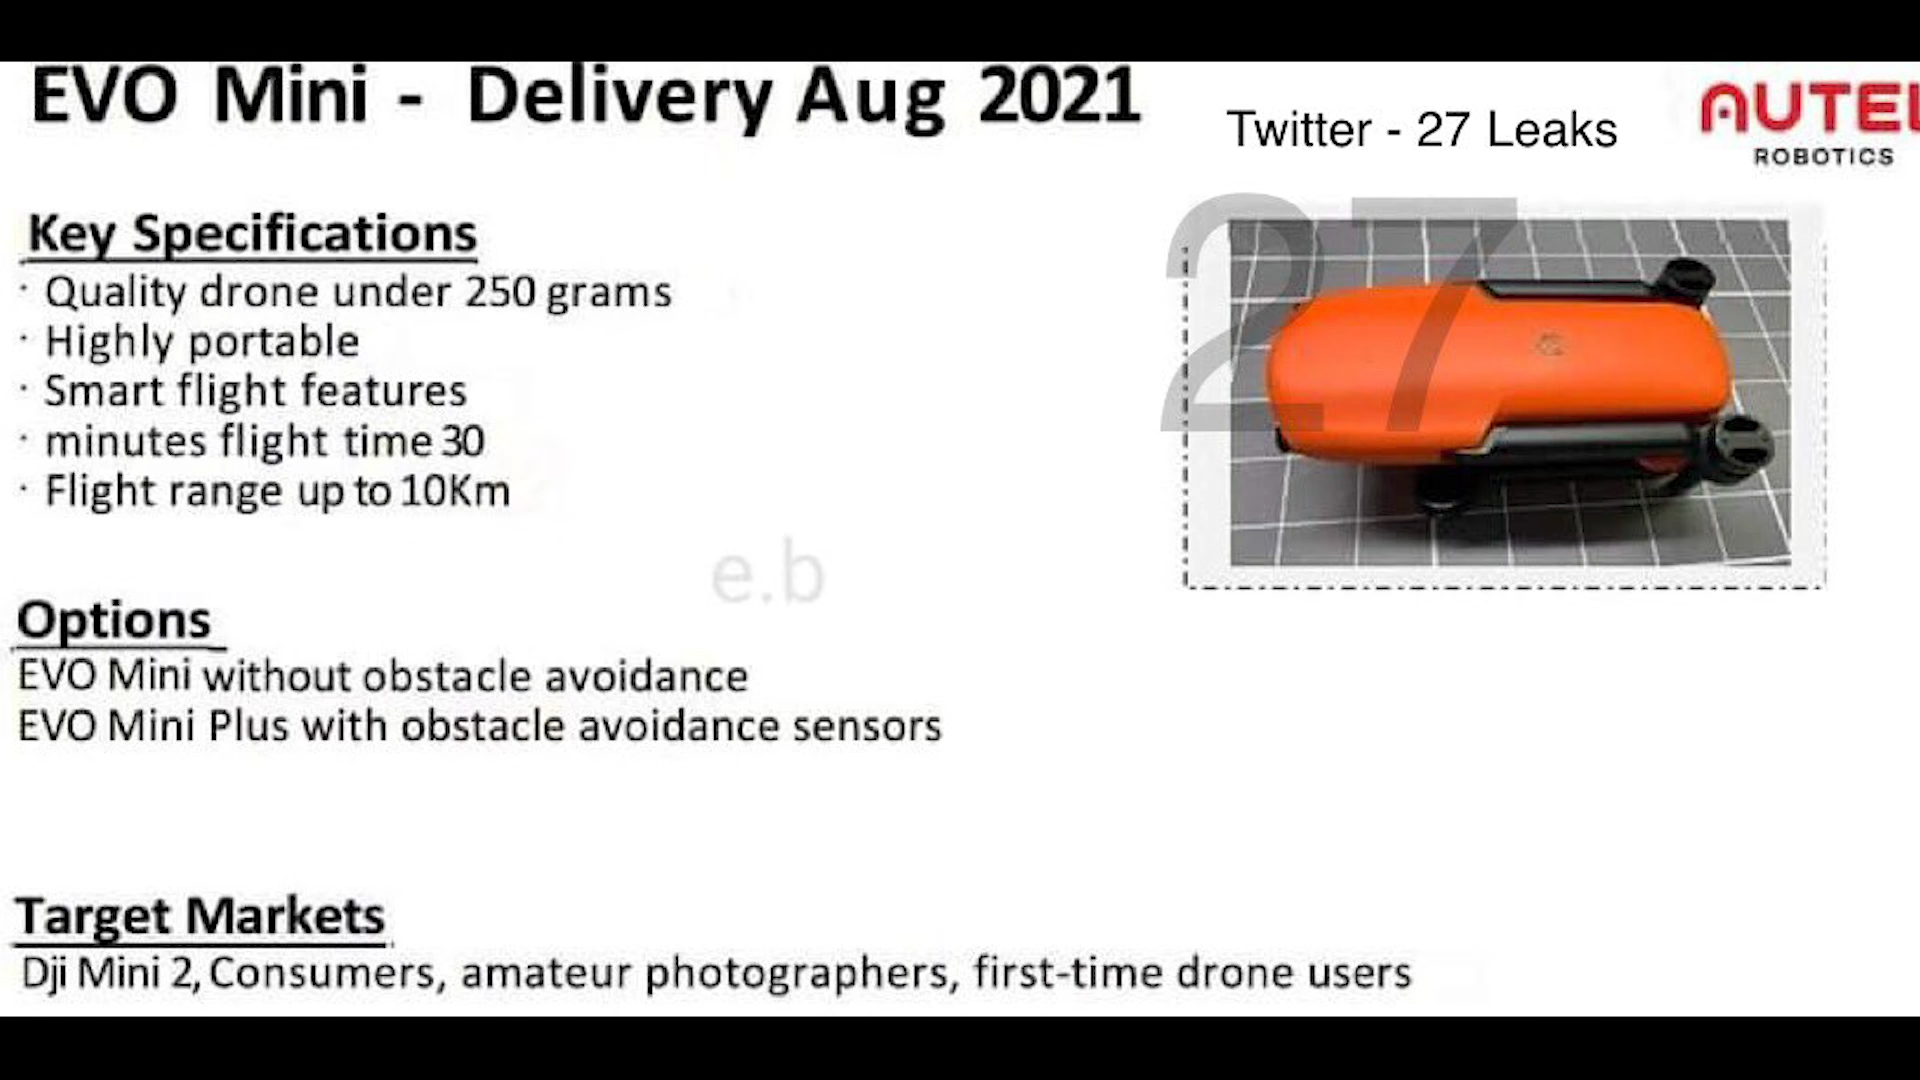 EVO Mini - Delivery Aug 2021
Twitter - 27 Leaks
AUTEL
ROBOTICS
27
Key Specifications
· Quality drone under 250 grams
· Highly portable
· Smart flight features
· minutes flight time 30
· Flight range up to 10Km
e.b
Options
EVO Mini without obstacle avoidance
EVO Mini Plus with obstacle avoidance sensors
Target Markets
Dji Mini 2, Consumers, amateur photographers, first-time drone users